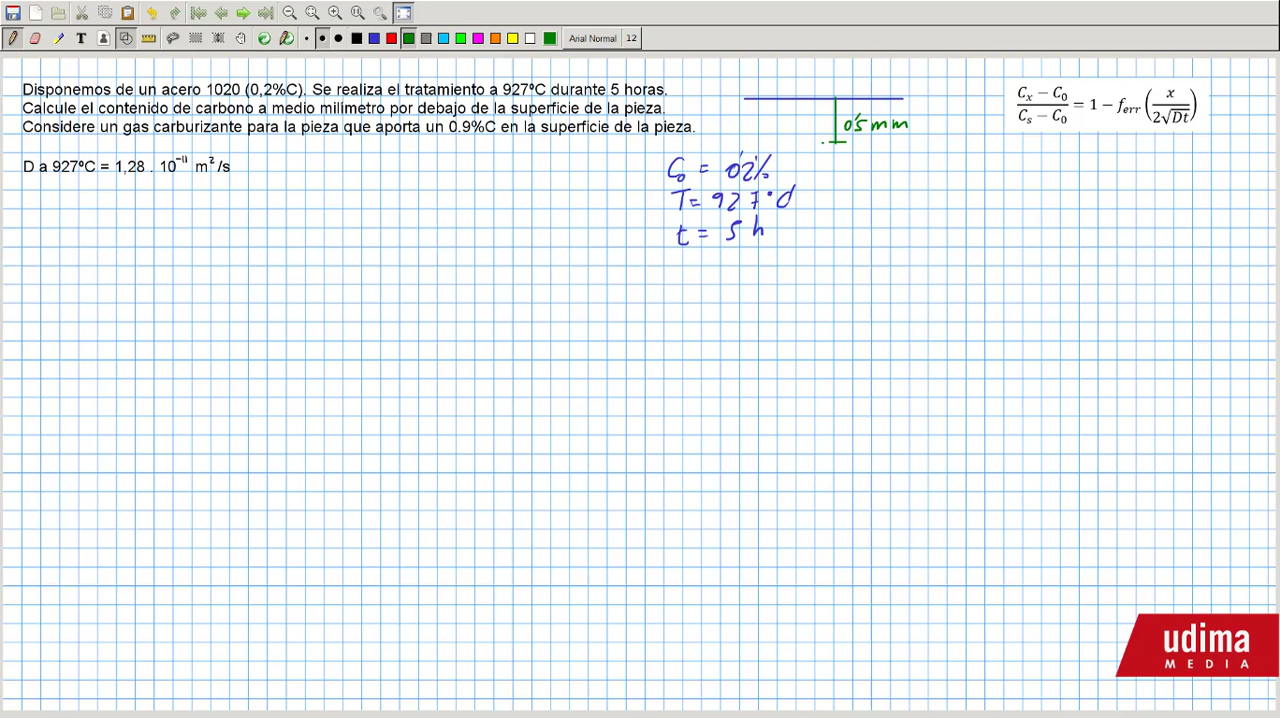 Arial Normal 12
Disponemos de un acero 1020 (0,2%C). Se realiza el tratamiento a 927ºC durante 5 horas.
Calcule el contenido de carbono a medio milímetro por debajo de la superficie de la pieza.
Considere un gas carburizante para la pieza que aporta un 0.9%C en la superficie de la pieza.
D a 927ºC = 1,28 . 10⁻¹¹ m²/s
0'5 mm
C₀ = 0'2%
T = 927°d
t = 5 h
(Cₓ − C₀)/(Cₛ − C₀) = 1 − fₑᵣᵣ (x/(2√Dt))
udima
MEDIA